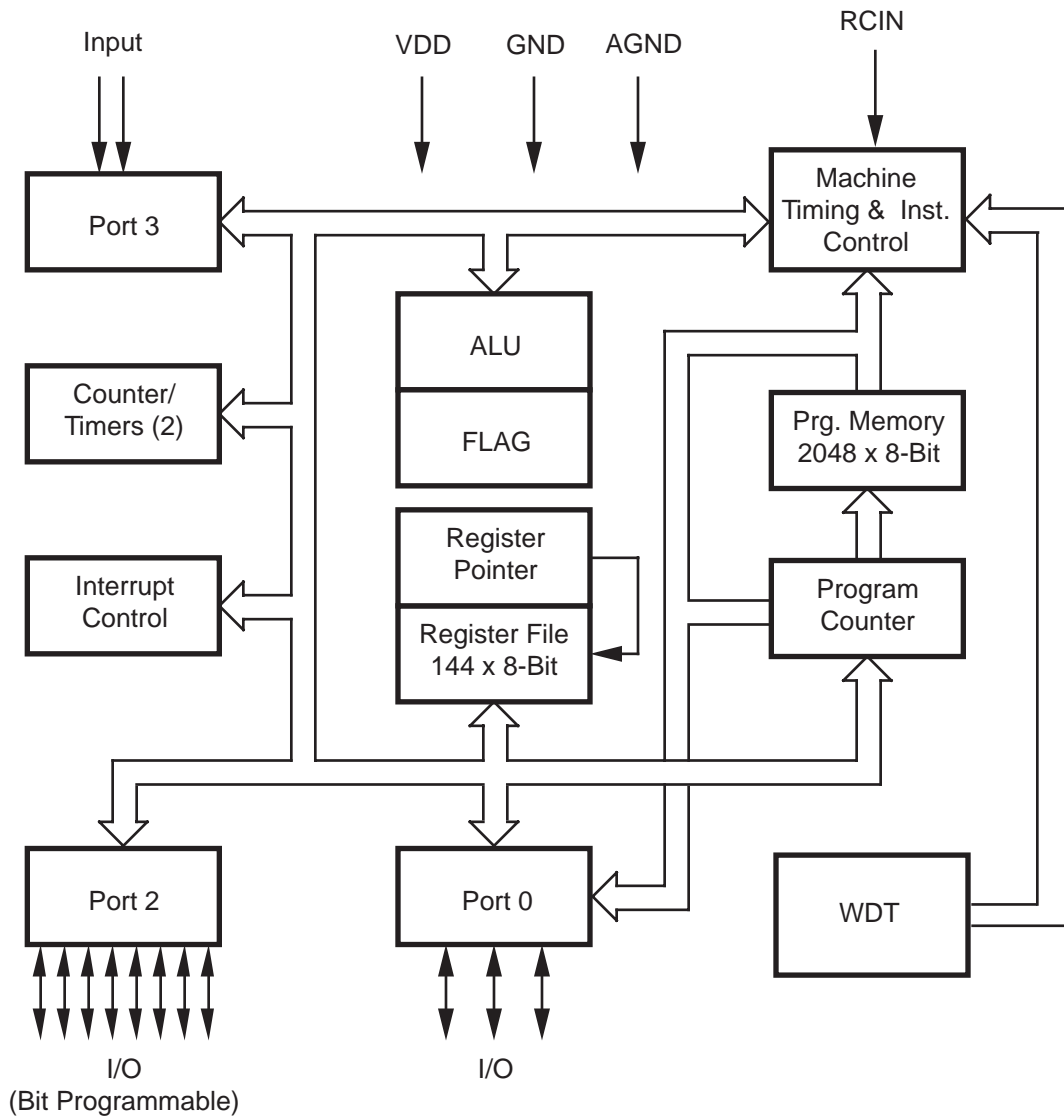 Input
VDD
GND
AGND
RCIN
Port 3
Machine
Timing & Inst.
Control
ALU
FLAG
Counter/
Timers (2)
Prg. Memory
2048 x 8-Bit
Register
Pointer
Interrupt
Control
Program
Counter
Register File
144 x 8-Bit
Port 2
Port 0
WDT
I/O
(Bit Programmable)
I/O